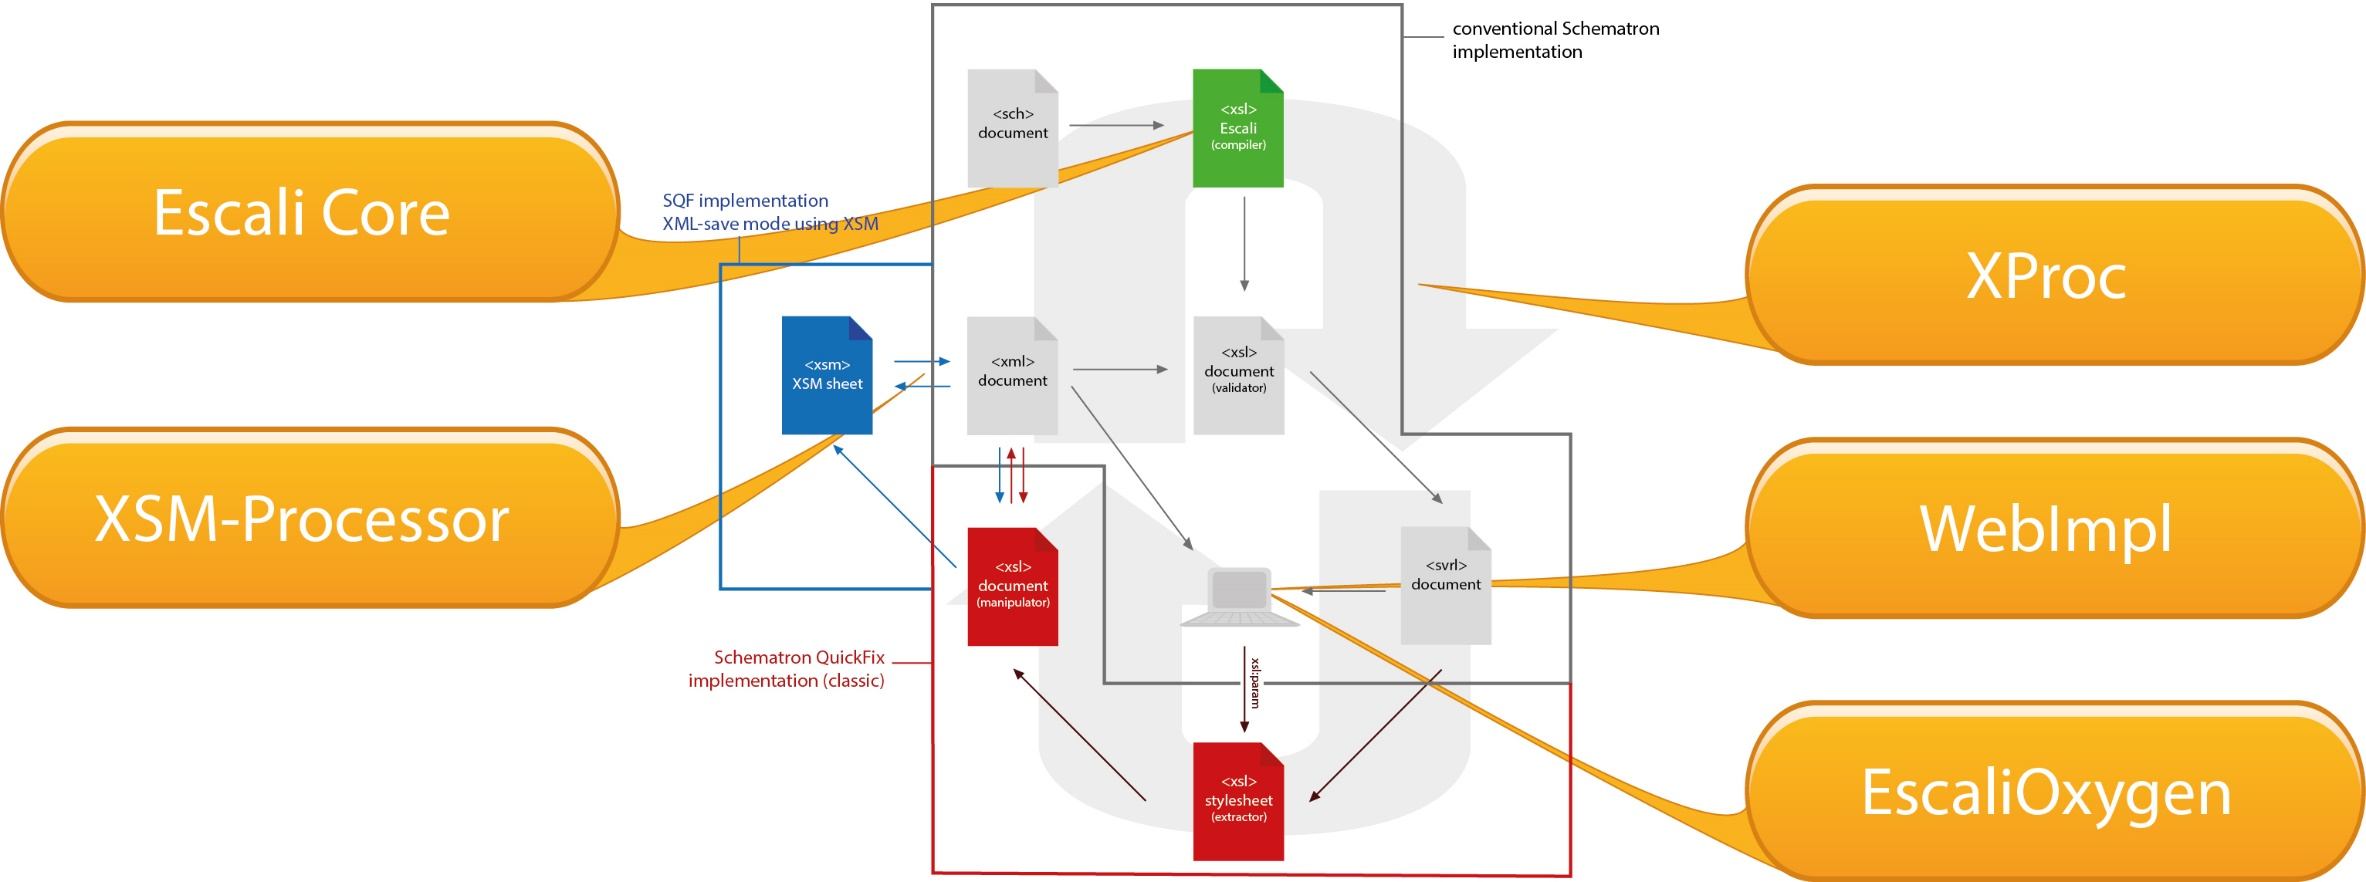 conventional Schematron
implementation
<sch>
document
<xsl>
Escali
(compiler)
Escali Core
SQF implementation
XML-save mode using XSM
XProc
<xsm>
XSM sheet
<xml>
document
<xsl>
document
(validator)
XSM-Processor
WebImpl
<xsl>
document
(manipulator)
<svrl>
document
Schematron QuickFix
implementation (classic)
xsl:param
<xsl>
stylesheet
(extractor)
EscaliOxygen